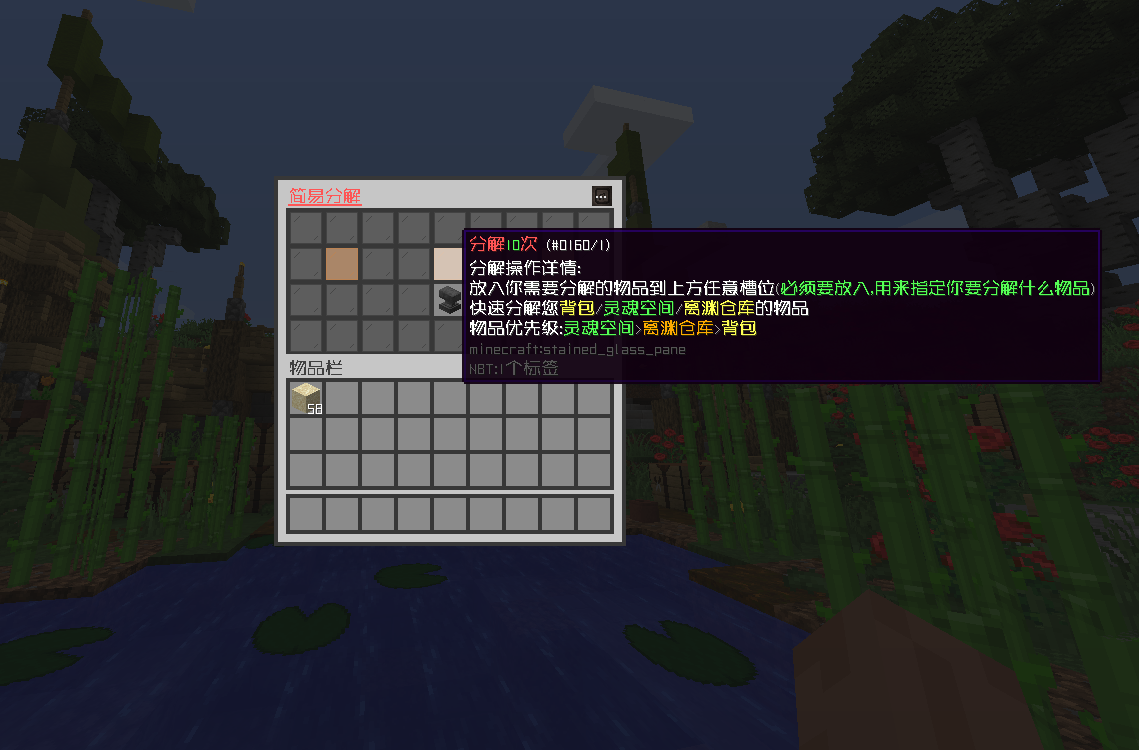 简易分解
分解10次 (#0160/1)
分解操作详情:
放入你需要分解的物品到上方任意槽位(必须要放入,用来指定你要分解什么物品)
快速分解您背包/灵魂空间/离渊仓库的物品
物品优先级:灵魂空间>离渊仓库>背包
minecraft:stained_glass_pane
NBT:1个标签
物品栏
58